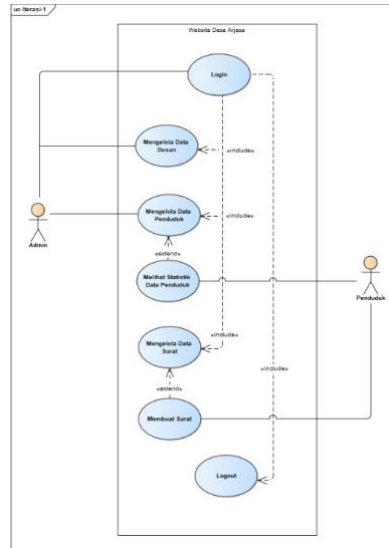 uc Iterasi-1
Website Desa Arjasa
Login
Mengelola Data
Dusun
«include»
Mengelola Data
Penduduk
«include»
Admin
«extend»
Melihat Statistik
Data Penduduk
Penduduk
Mengelola Data
Surat
«include»
«include»
«extend»
Membuat Surat
Logout